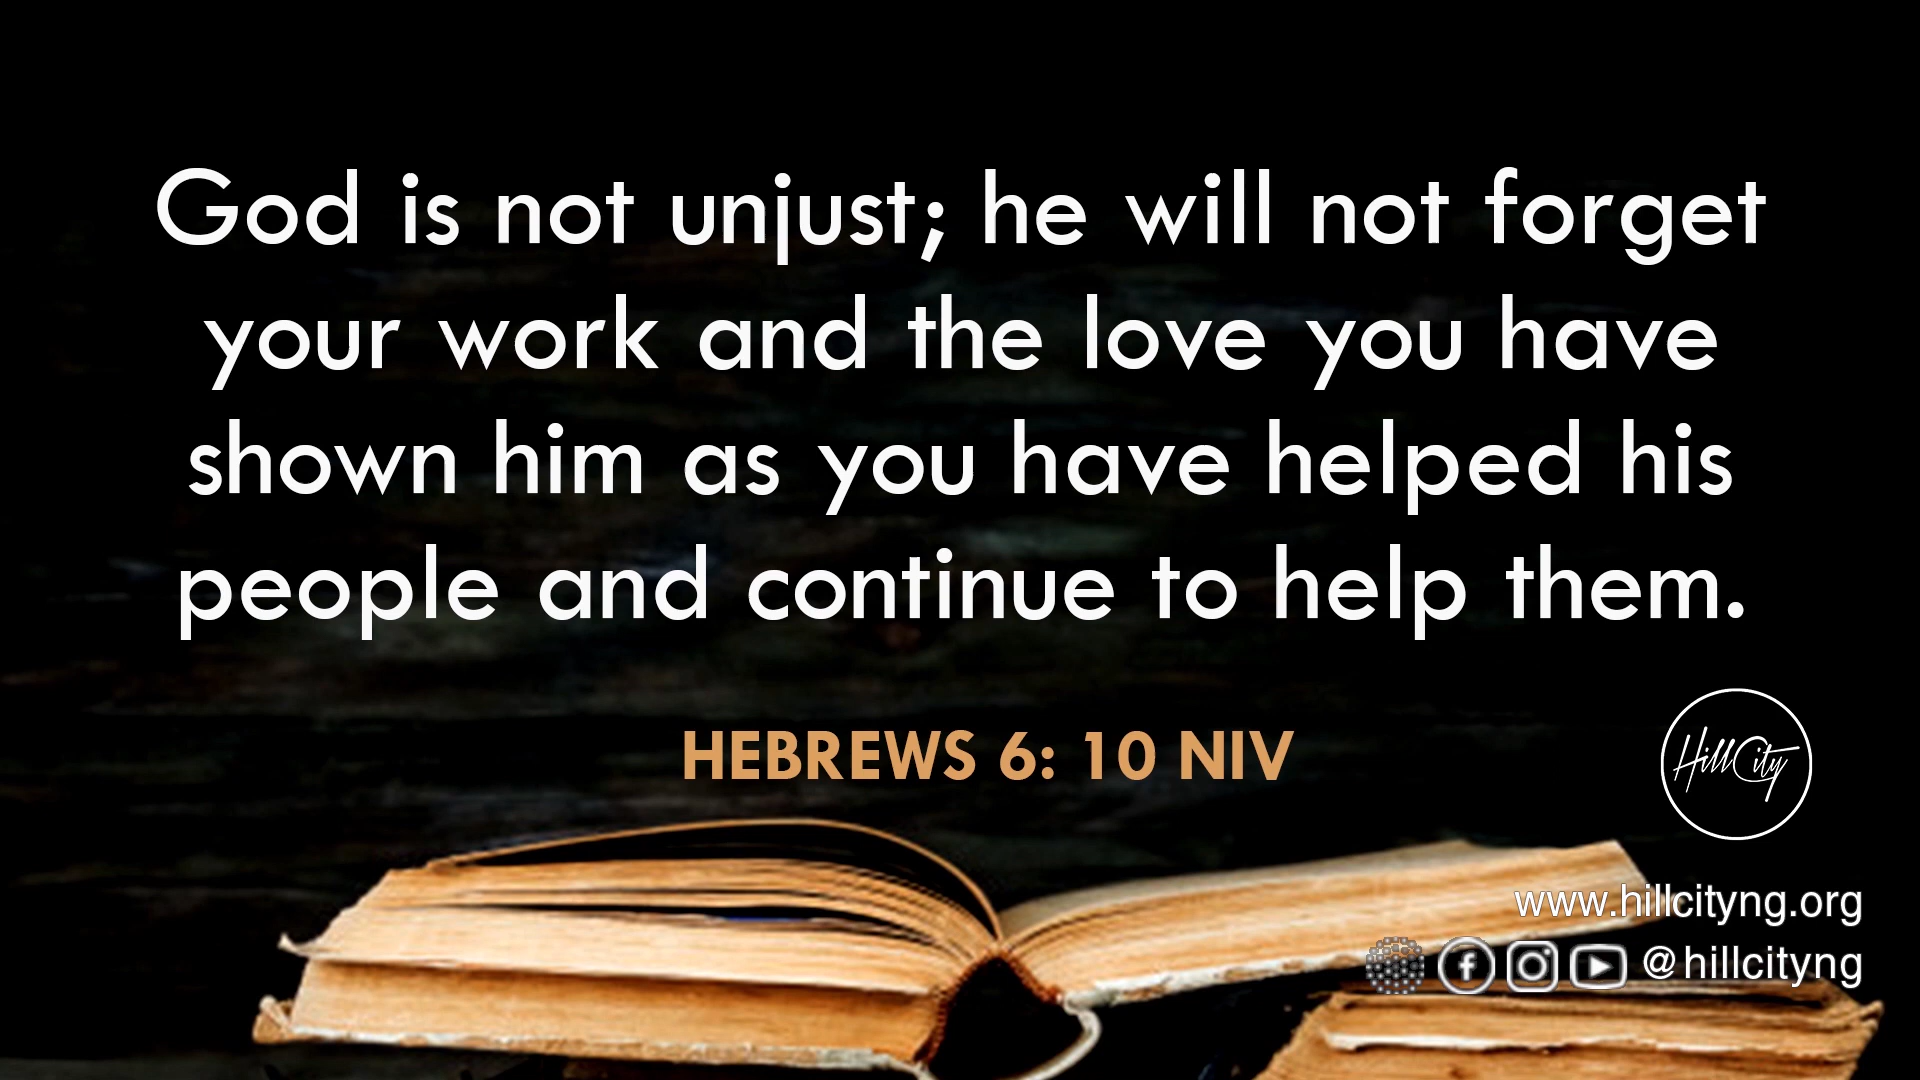 God is not unjust; he will not forget
your work and the love you have
shown him as you have helped his
people and continue to help them.
HEBREWS 6: 10 NIV
HillCity
www.hillcityng.org
@hillcityng